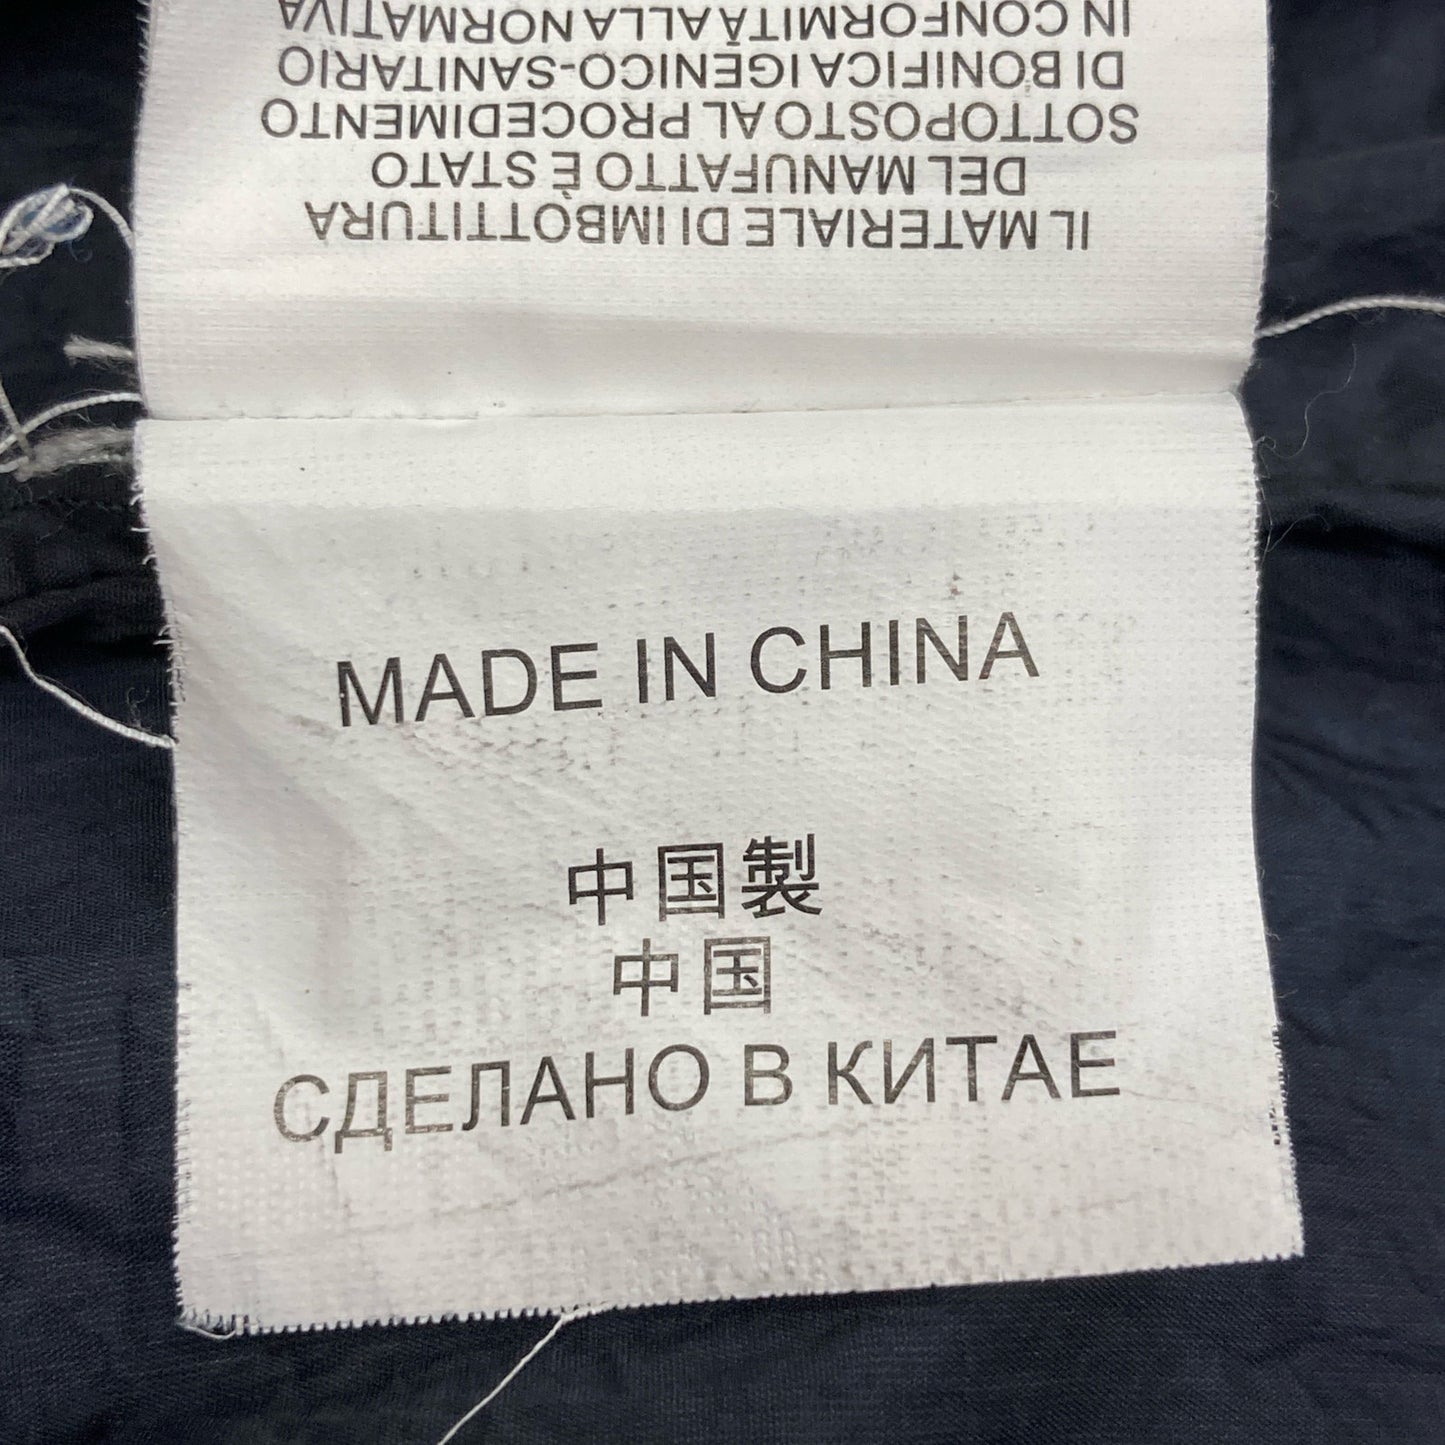 IL MATERIALE DI IMBOTTITURA
DEL MANUFATTO È STATO
SOTTOPOSTO AL PROCEDIMENTO
DI BONIFICA IGENICO-SANITARIO
IN CONFORMITÀ ALLA NORMATIVA
MADE IN CHINA
中国製
中国
СДЕЛАНО В КИТАЕ